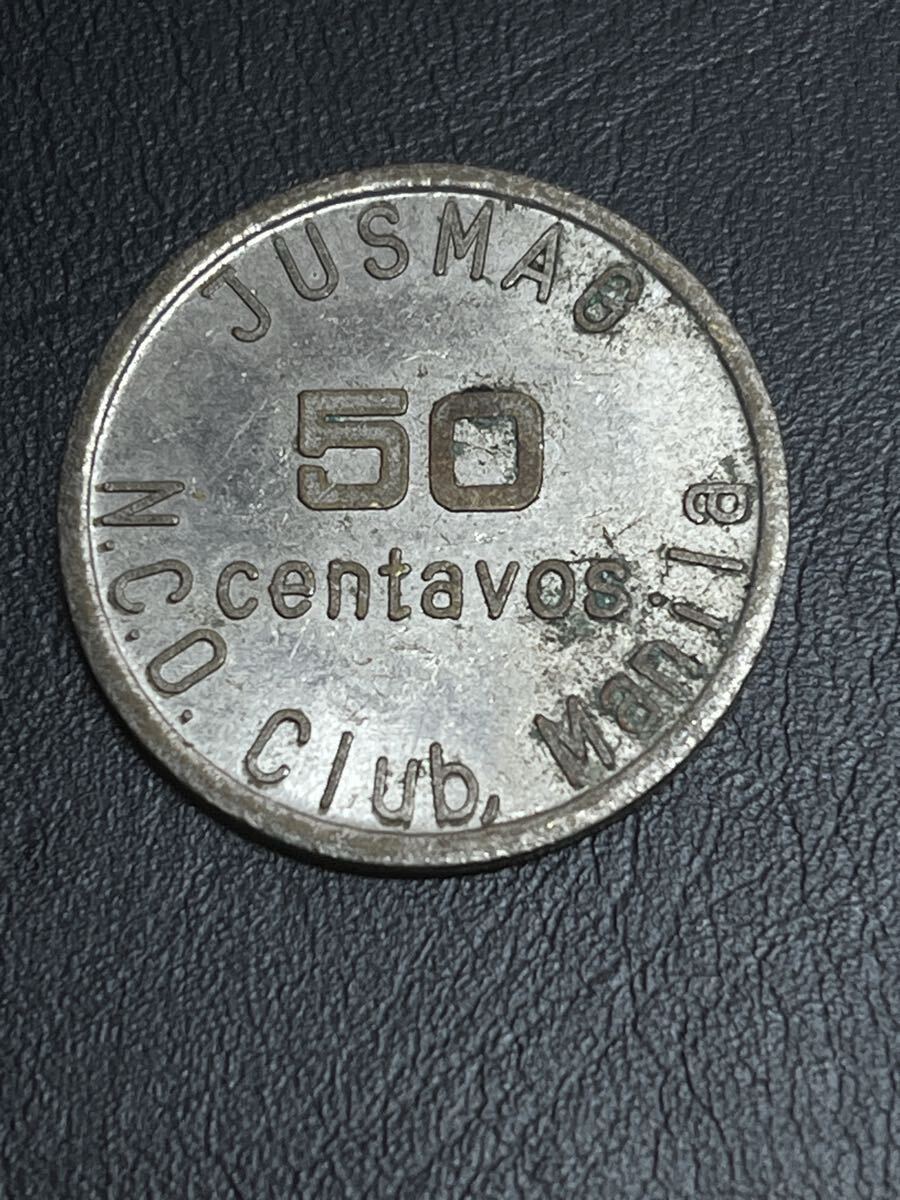 JUSMAG
50
centavos
N.C.O. Club, Manila